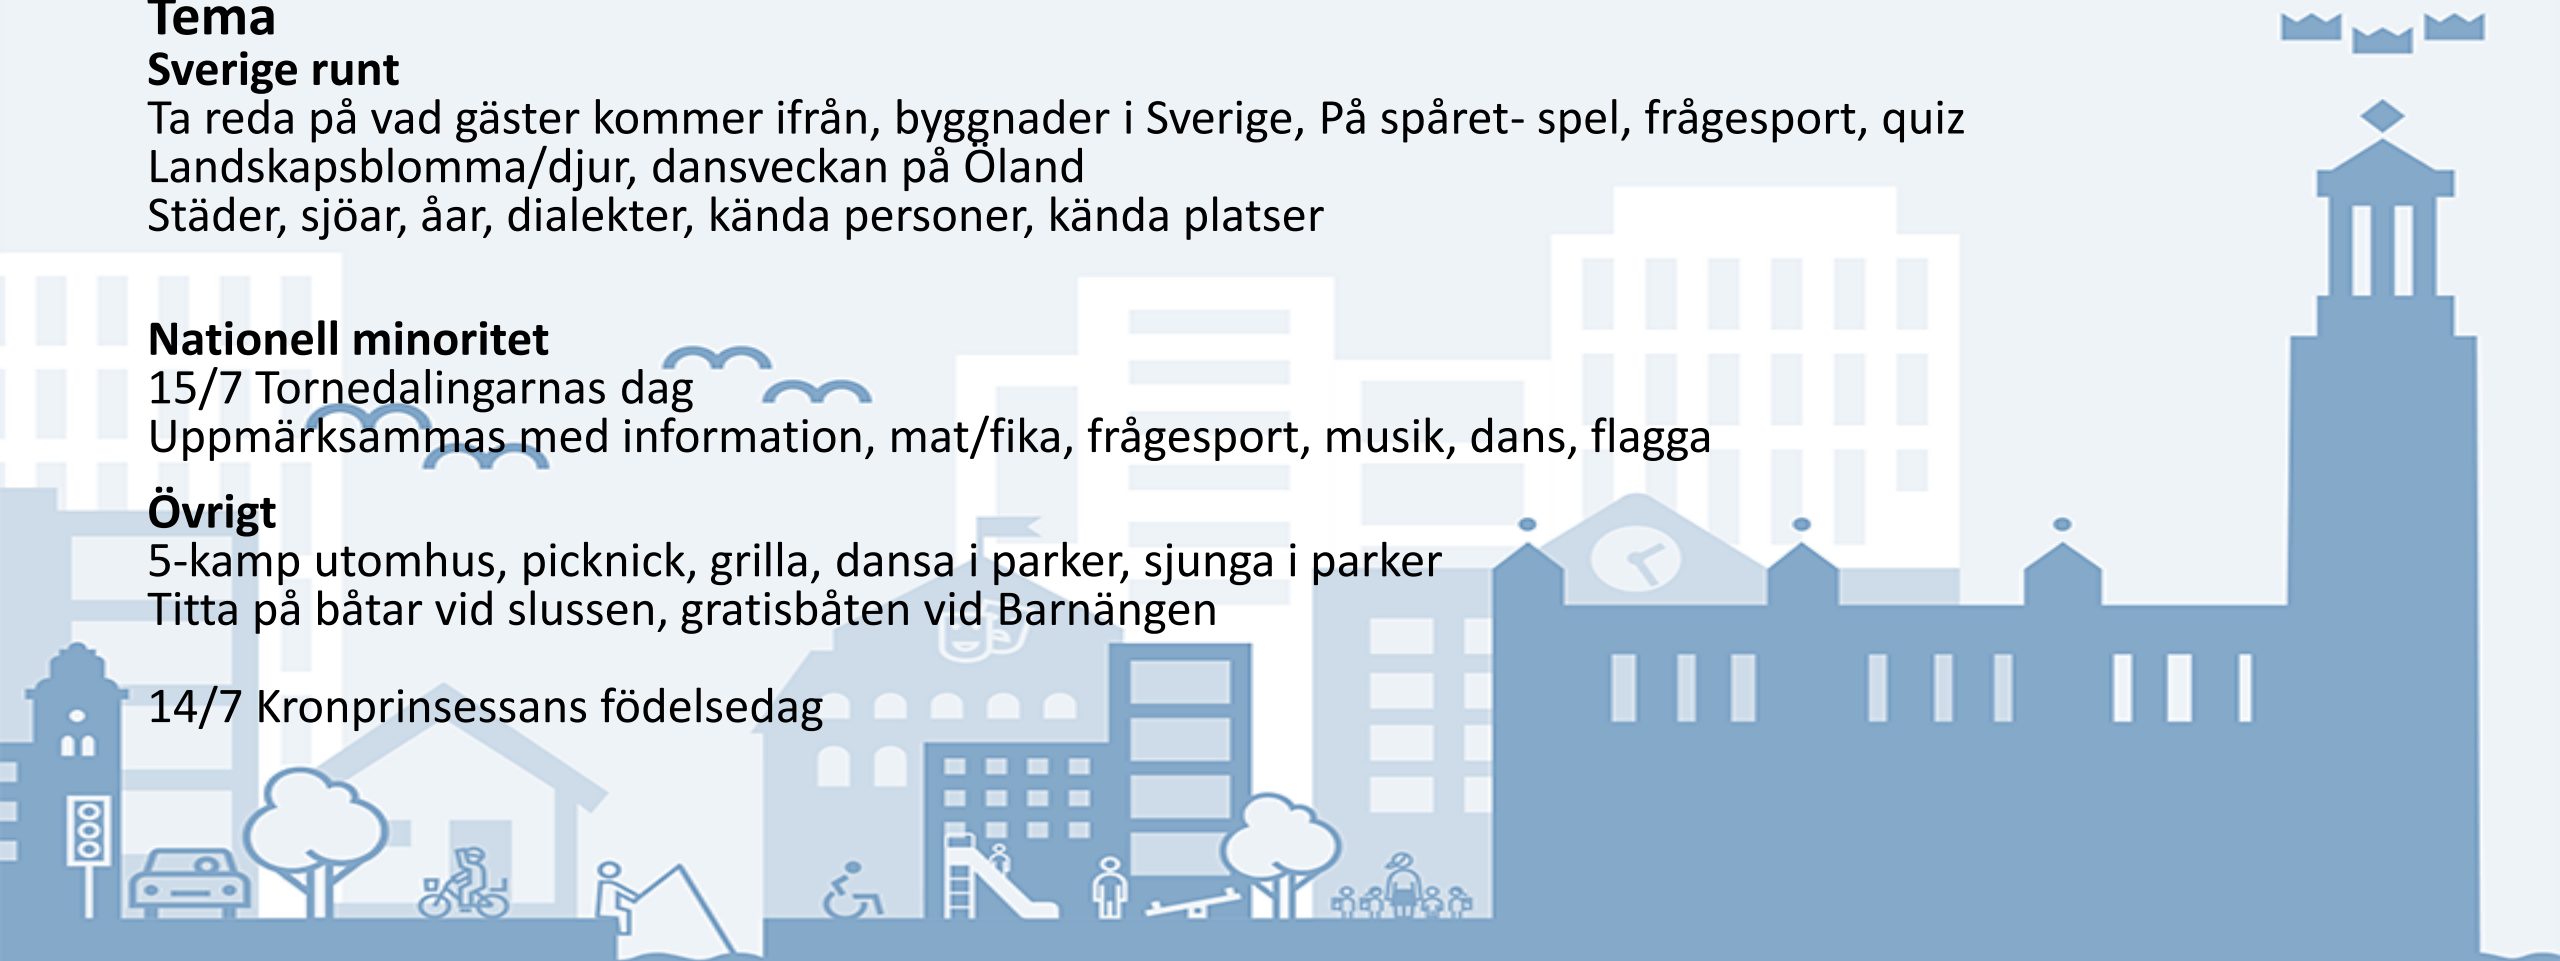 Tema
Sverige runt
Ta reda på vad gäster kommer ifrån, byggnader i Sverige, På spåret- spel, frågesport, quiz
Landskapsblomma/djur, dansveckan på Öland
Städer, sjöar, åar, dialekter, kända personer, kända platser
Nationell minoritet
15/7 Tornedalingarnas dag
Uppmärksammas med information, mat/fika, frågesport, musik, dans, flagga
Övrigt
5-kamp utomhus, picknick, grilla, dansa i parker, sjunga i parker
Titta på båtar vid slussen, gratisbåten vid Barnängen
14/7 Kronprinsessans födelsedag